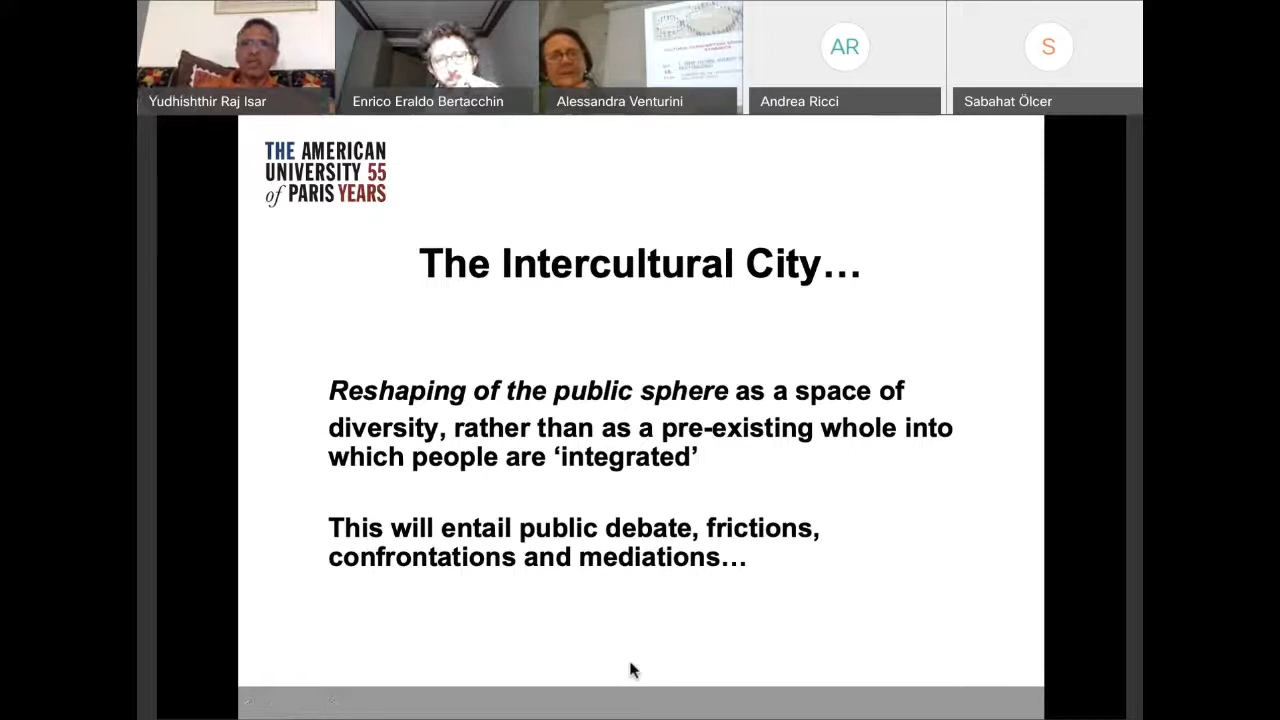 AR
S
Yudhishthir Raj Isar
Enrico Eraldo Bertacchin
Alessandra Venturini
Andrea Ricci
Sabahat Ölcer
THE AMERICAN
UNIVERSITY 55
of PARIS YEARS
The Intercultural City…
Reshaping of the public sphere as a space of
diversity, rather than as a pre-existing whole into
which people are ‘integrated’
This will entail public debate, frictions,
confrontations and mediations…